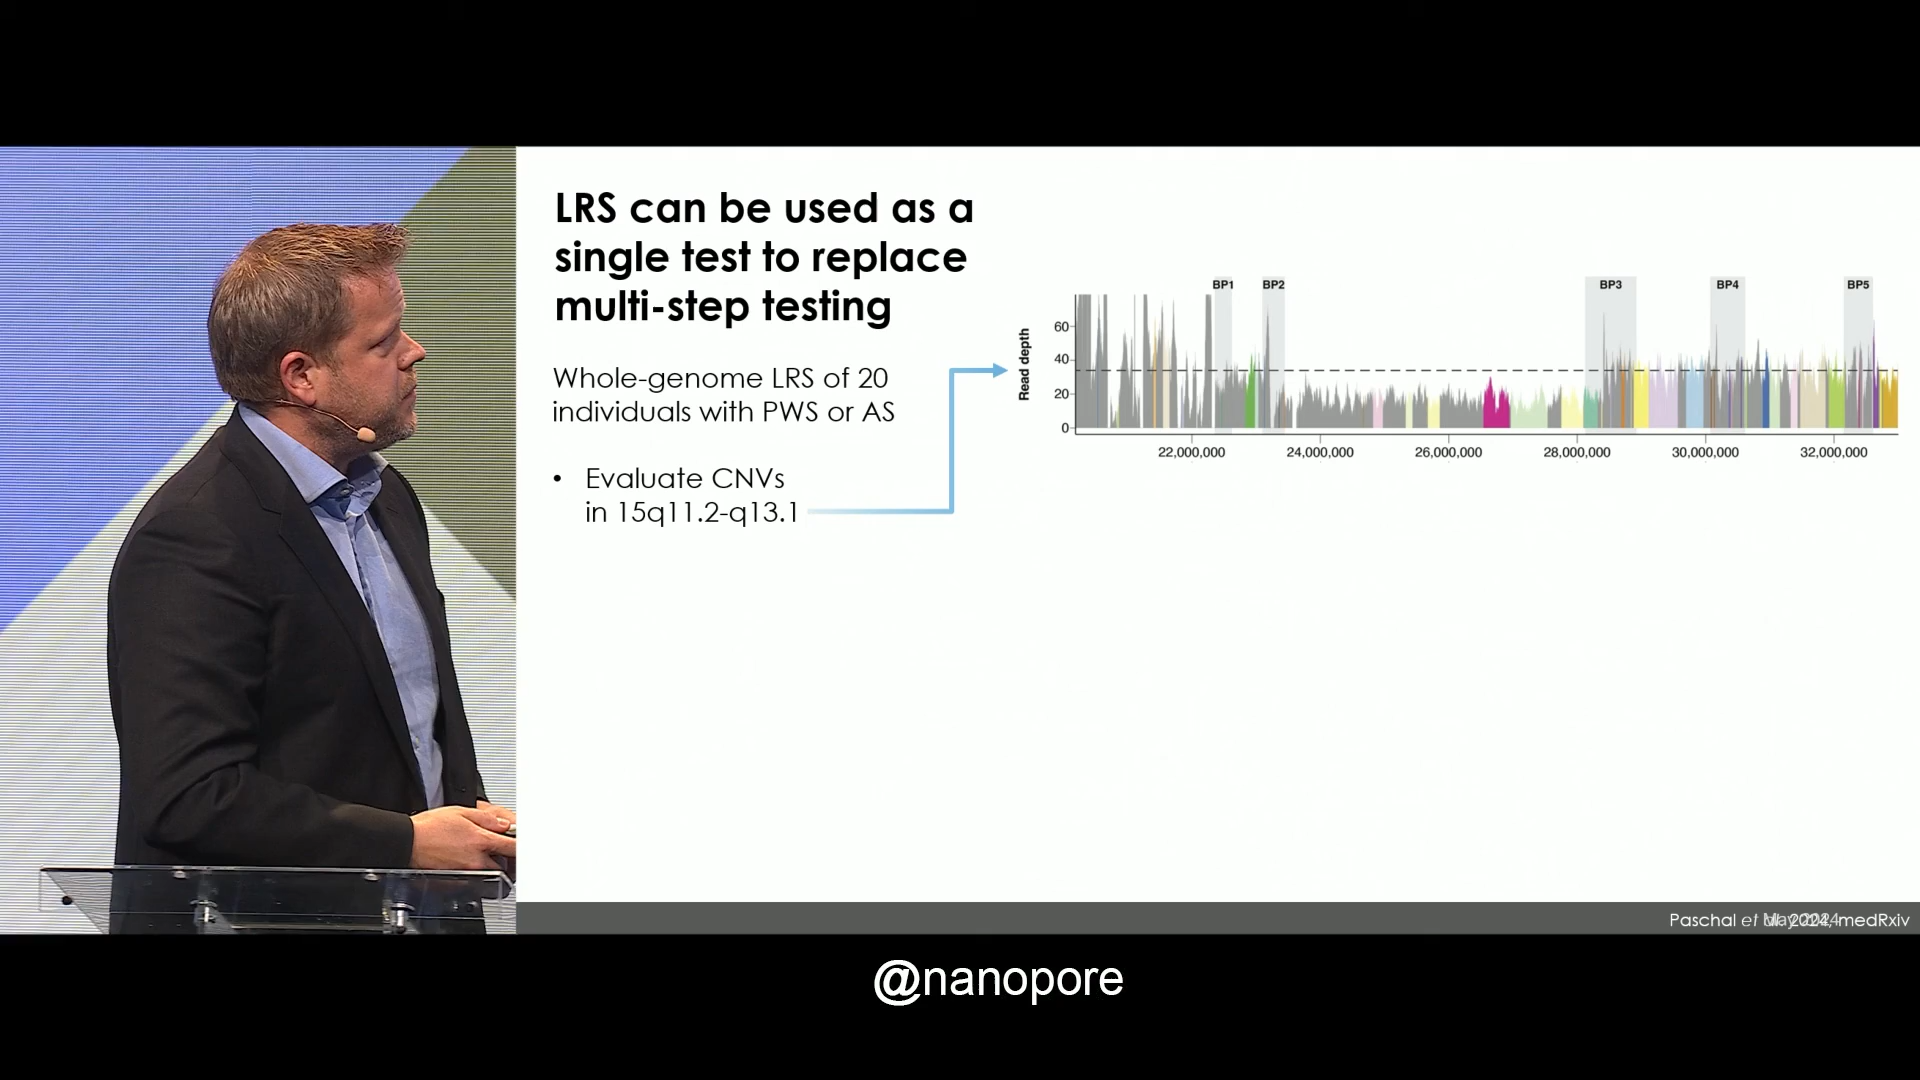 LRS can be used as a
single test to replace
multi-step testing
Whole-genome LRS of 20
individuals with PWS or AS
• Evaluate CNVs
in 15q11.2-q13.1
BP1 BP2 BP3 BP4 BP5
Read depth
60
40
20
0
22,000,000 24,000,000 26,000,000 28,000,000 30,000,000 32,000,000
Paschal et al. 2024, medRxiv
@nanopore